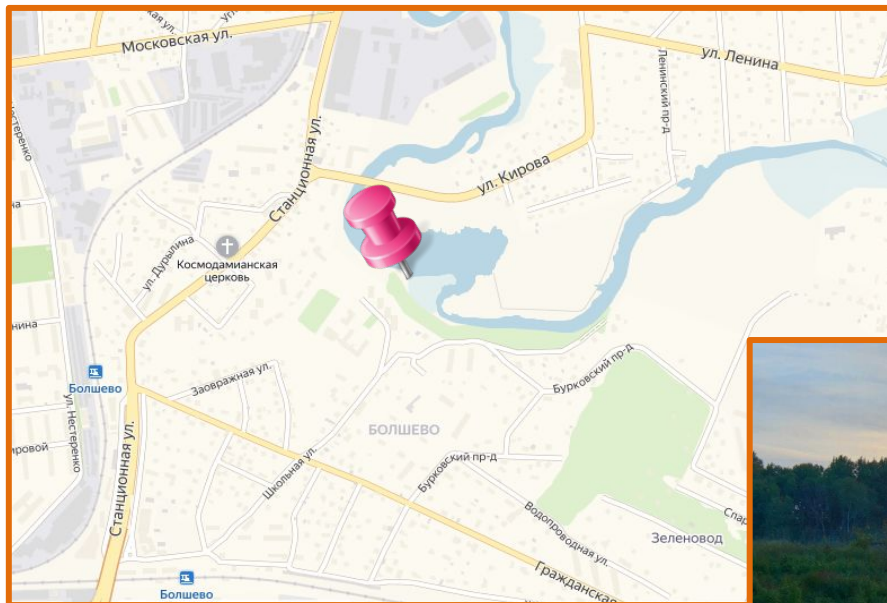 Московская ул.
ул. Ленина
Ленинский пр-д
Нестеренко
Станционная ул.
ул. Кирова
ул. Дурылина
Космодамианская
церковь
Болшево
ул. Нестеренко
Заовражная ул.
Бурковский пр-д
БОЛШЕВО
Станционная ул.
Школьная ул.
Бурковский пр-д
Водопроводная ул.
Зеленовод
Гражданская
Болшево